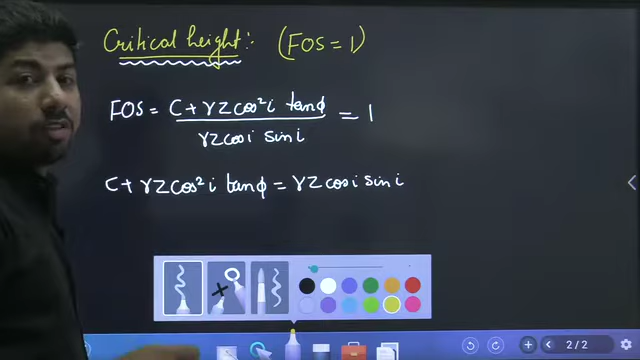 Critical height:- (FOS = 1)
FOS = C + γZcos²i tanϕ / γZcosi sini = 1
C + γZcos²i tanϕ = γZcosi sini
2 / 2